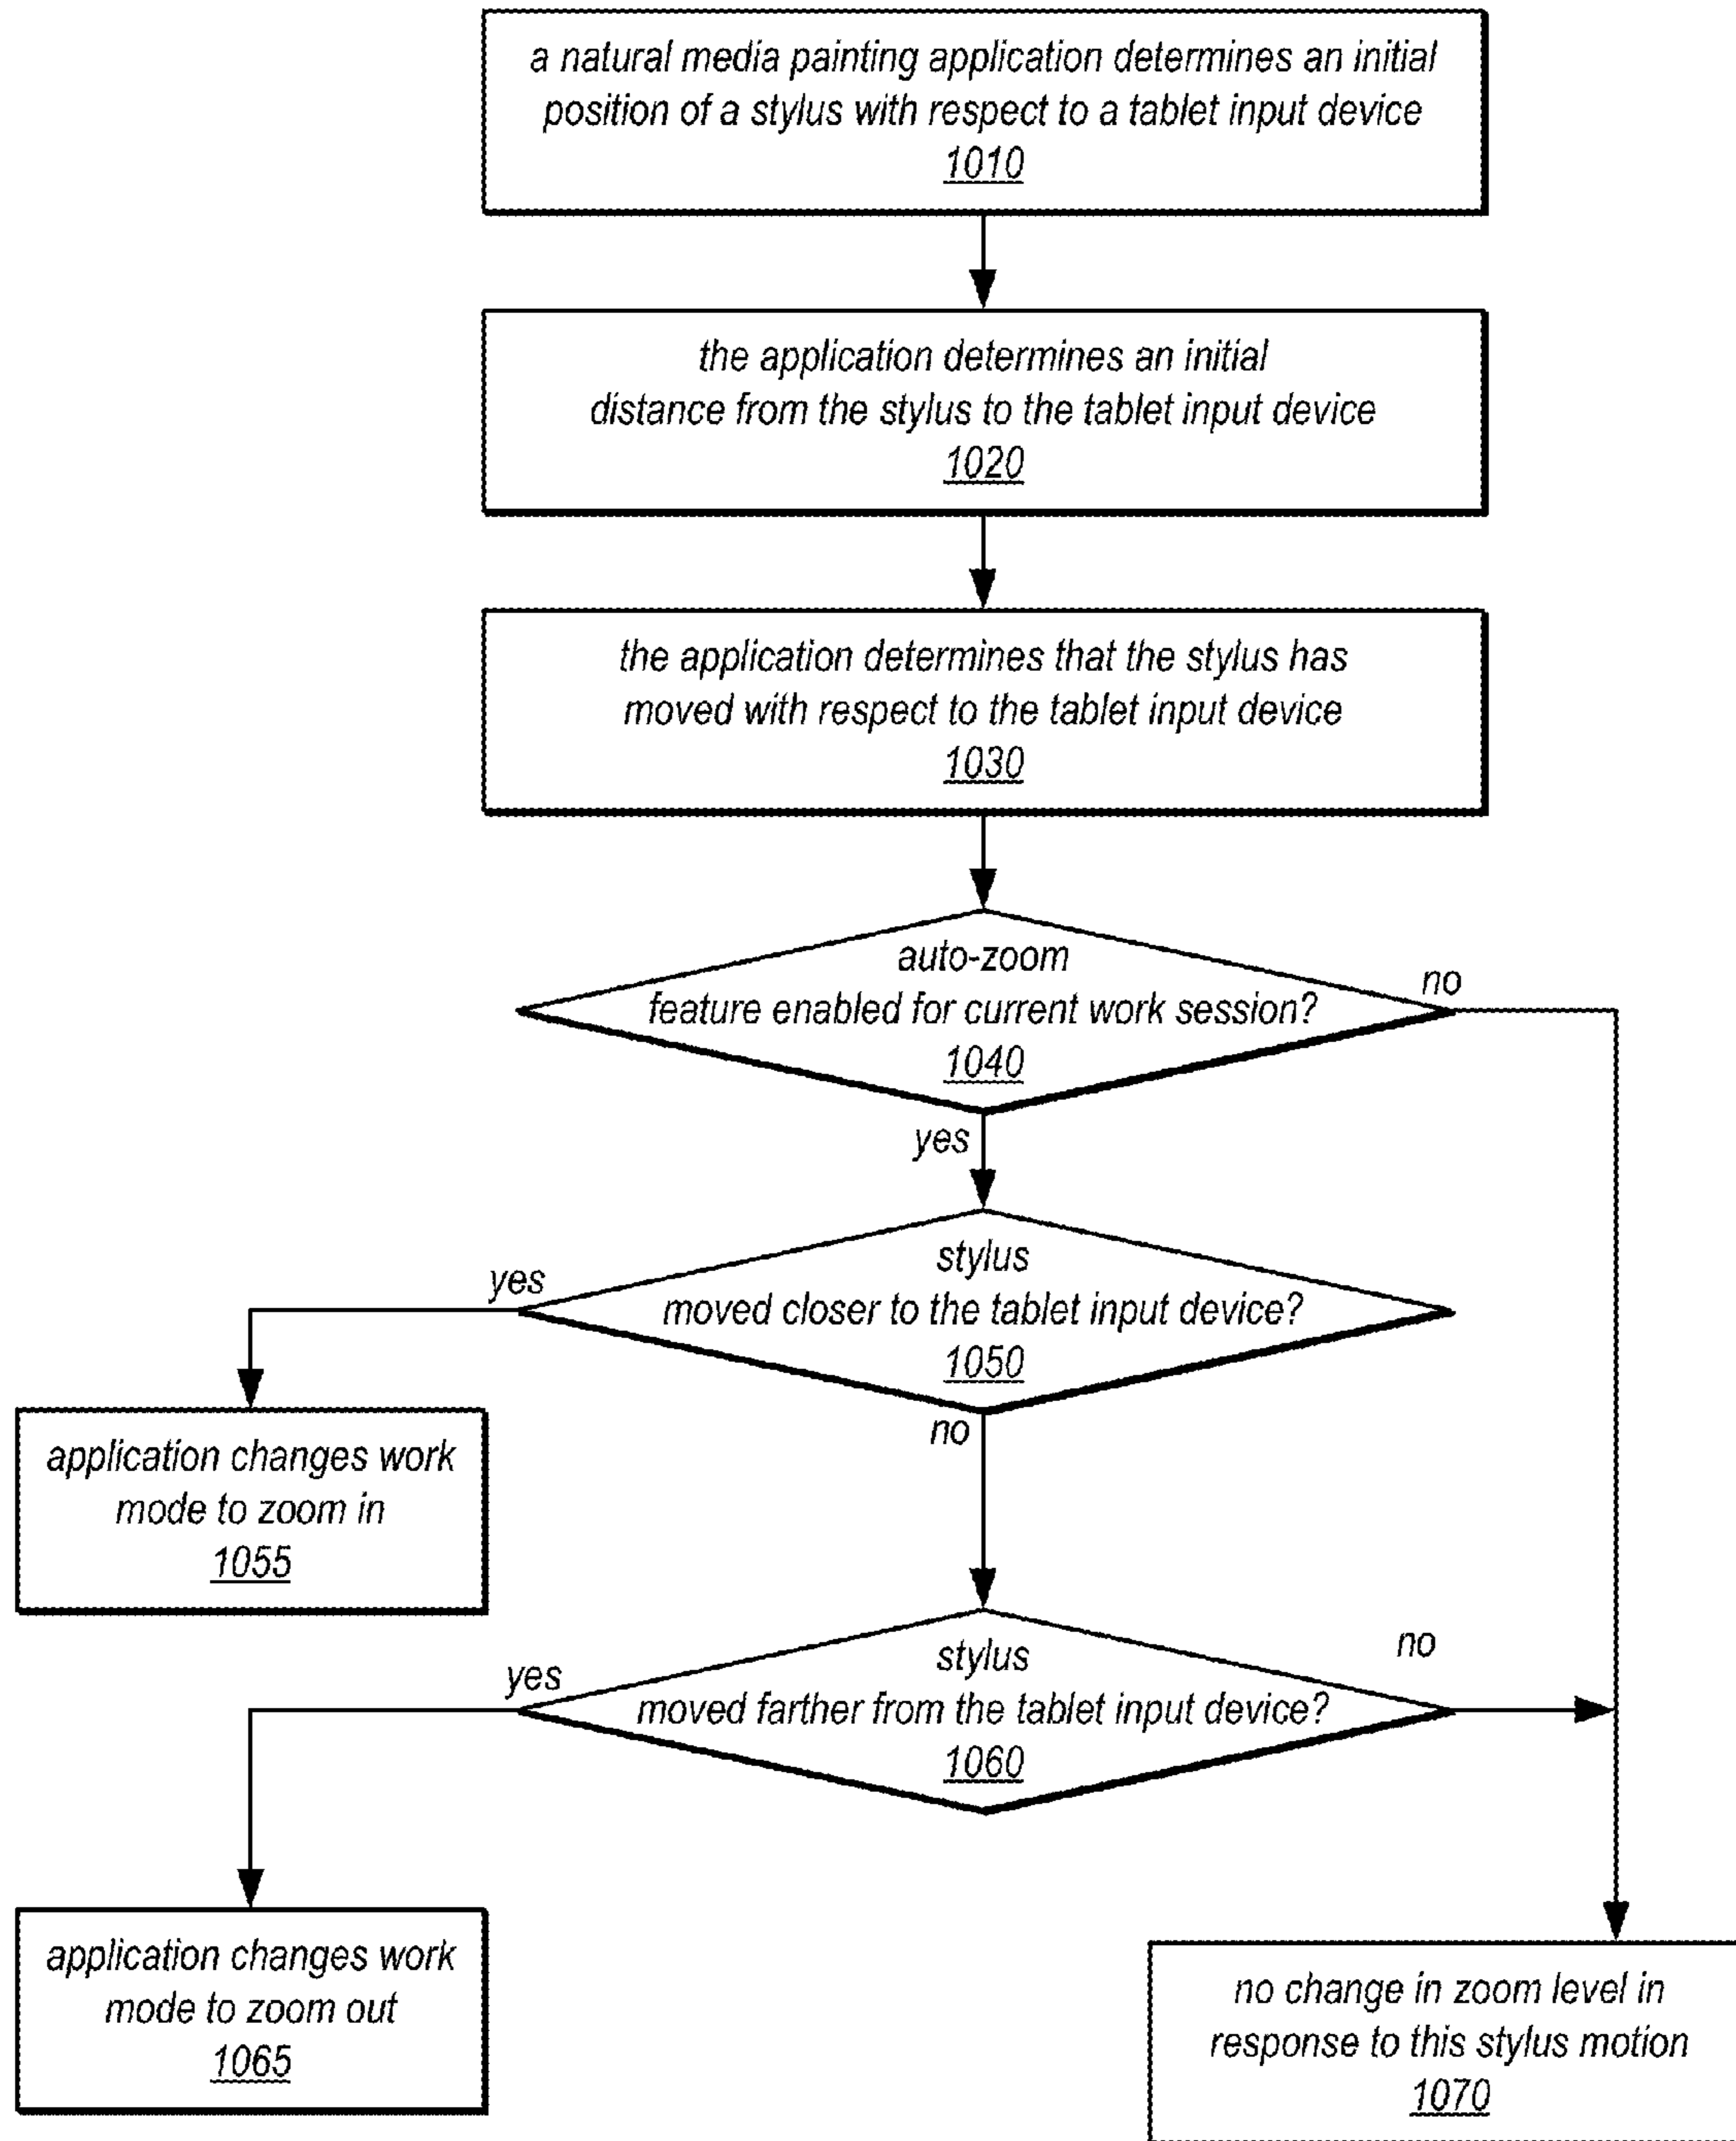 a natural media painting application determines an initial
position of a stylus with respect to a tablet input device
1010
the application determines an initial
distance from the stylus to the tablet input device
1020
the application determines that the stylus has
moved with respect to the tablet input device
1030
auto-zoom
feature enabled for current work session?
1040
no
yes
stylus
moved closer to the tablet input device?
1050
yes
no
application changes work
mode to zoom in
1055
stylus
moved farther from the tablet input device?
1060
yes
no
application changes work
mode to zoom out
1065
no change in zoom level in
response to this stylus motion
1070